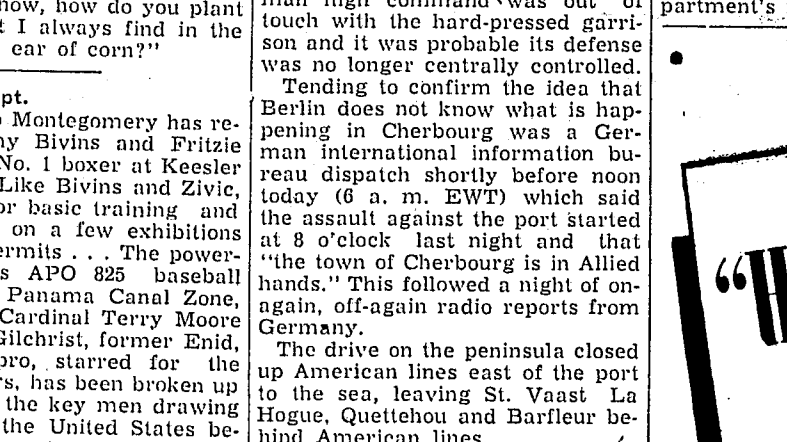 now, how do you plant
I always find in the
ear of corn?"
pt.
Montegomery has re-
Bivins and Fritzie
No. 1 boxer at Keesler
Like Bivins and Zivic,
or basic training and
on a few exhibitions
ermits . . . The power-
s APO 825 baseball
Panama Canal Zone,
Cardinal Terry Moore
Gilchrist, former Enid,
pro, starred for the
rs, has been broken up
the key men drawing
the United States be-
man high command was out of
touch with the hard-pressed garri-
son and it was probable its defense
was no longer centrally controlled.
Tending to confirm the idea that
Berlin does not know what is hap-
pening in Cherbourg was a Ger-
man international information bu-
reau dispatch shortly before noon
today (6 a. m. EWT) which said
the assault against the port started
at 8 o'clock last night and that
"the town of Cherbourg is in Allied
hands." This followed a night of on-
again, off-again radio reports from
Germany.
The drive on the peninsula closed
up American lines east of the port
to the sea, leaving St. Vaast La
Hogue, Quettehou and Barfleur be-
hind American lines.
partment's